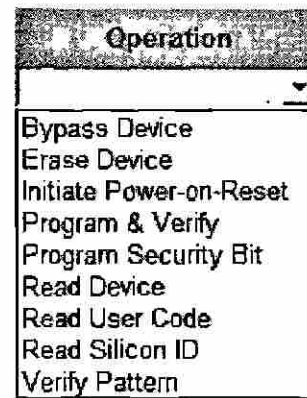 Operation
Bypass Device
Erase Device
Initiate Power-on-Reset
Program & Verify
Program Security Bit
Read Device
Read User Code
Read Silicon ID
Verify Pattern